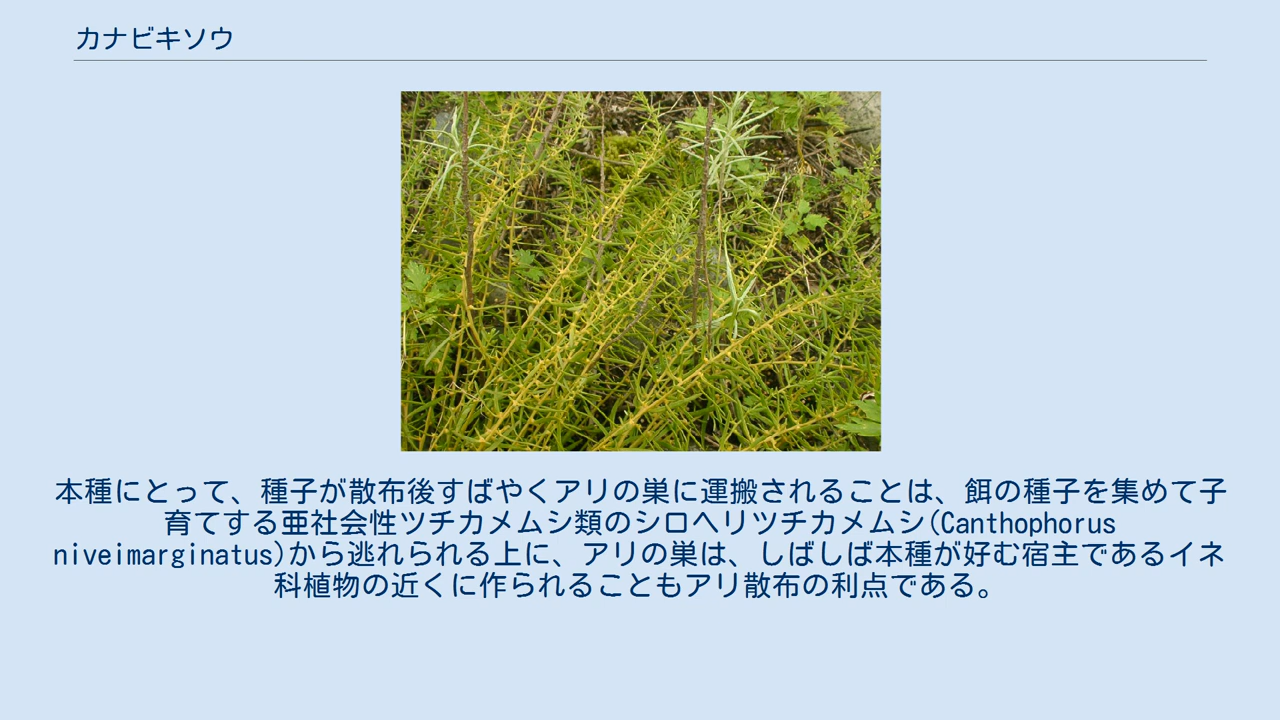 カナビキソウ
本種にとって、種子が散布後すばやくアリの巣に運搬されることは、餌の種子を集めて子
育てする亜社会性ツチカメムシ類のシロヘリツチカメムシ(Canthophorus
niveimarginatus)から逃れられる上に、アリの巣は、しばしば本種が好む宿主であるイネ
科植物の近くに作られることもアリ散布の利点である。